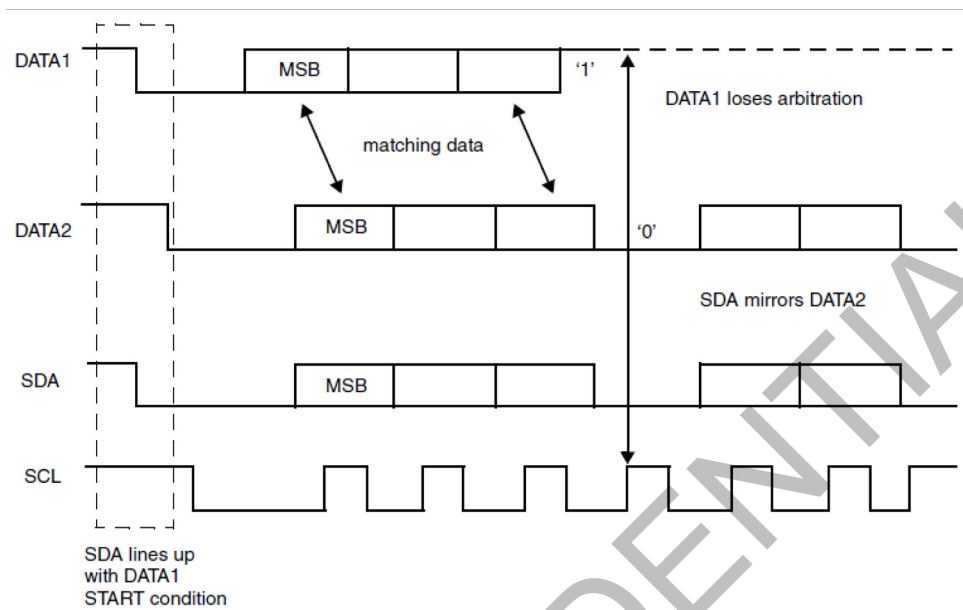 DATA1
MSB
'1'
DATA1 loses arbitration
matching data
DATA2
MSB
'0'
SDA mirrors DATA2
SDA
MSB
SCL
SDA lines up
with DATA1
START condition
DENTIAL